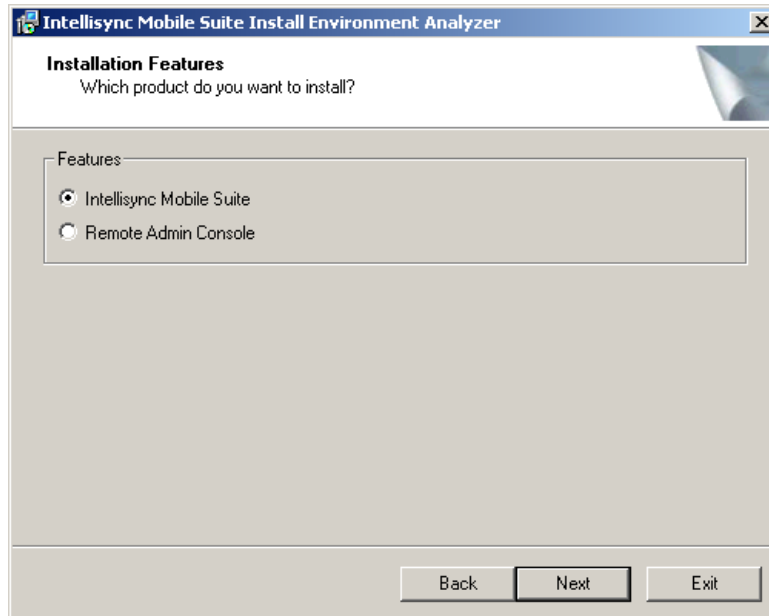 Intellisync Mobile Suite Install Environment Analyzer
Installation Features
Which product do you want to install?
Features
Intellisync Mobile Suite
Remote Admin Console
Back Next Exit